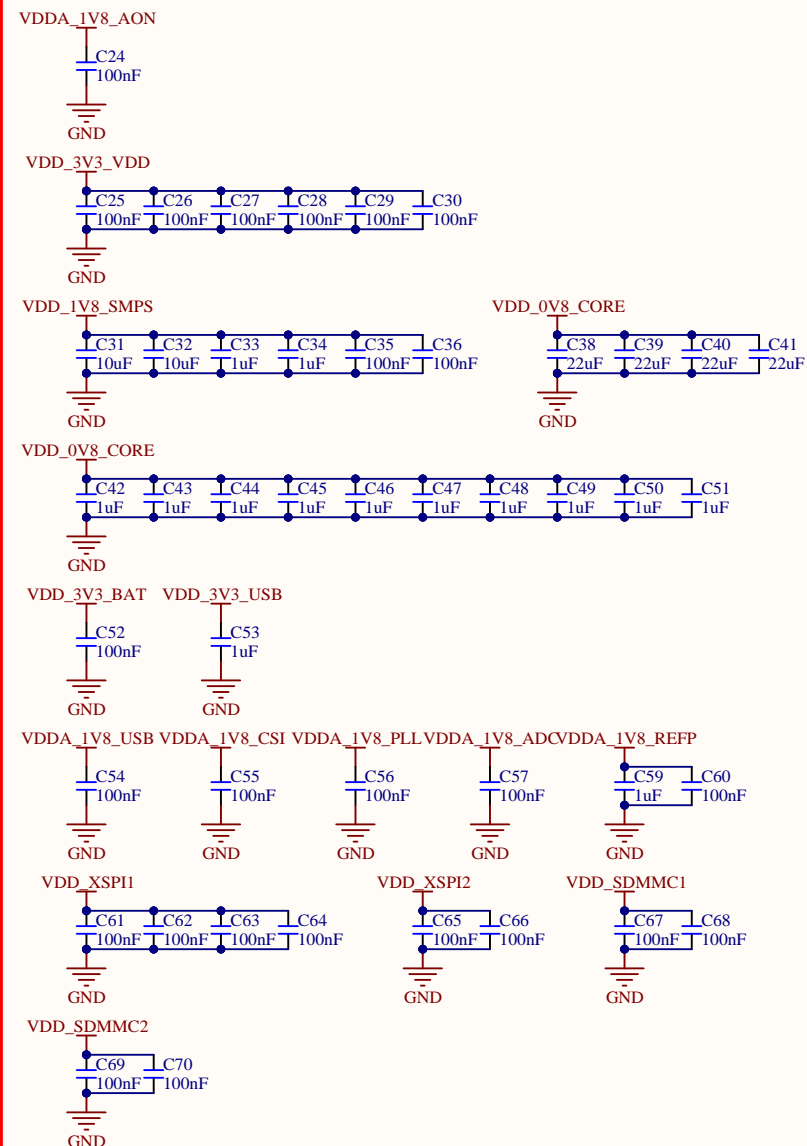 VDDA_1V8_AON
C24
100nF
GND
VDD_3V3_VDD
C25 C26 C27 C28 C29 C30
100nF 100nF 100nF 100nF 100nF 100nF
GND
VDD_1V8_SMPS VDD_0V8_CORE
C31 C32 C33 C34 C35 C36 C38 C39 C40 C41
10uF 10uF 1uF 1uF 100nF 100nF 22uF 22uF 22uF 22uF
GND GND
VDD_0V8_CORE
C42 C43 C44 C45 C46 C47 C48 C49 C50 C51
1uF 1uF 1uF 1uF 1uF 1uF 1uF 1uF 1uF 1uF
GND
VDD_3V3_BAT VDD_3V3_USB
C52 C53
100nF 1uF
GND GND
VDDA_1V8_USB VDDA_1V8_CSI VDDA_1V8_PLL VDDA_1V8_ADC VDDA_1V8_REFP
C54 C55 C56 C57 C59 C60
100nF 100nF 100nF 100nF 1uF 100nF
GND GND GND GND GND
VDD_XSPI1 VDD_XSPI2 VDD_SDMMC1
C61 C62 C63 C64 C65 C66 C67 C68
100nF 100nF 100nF 100nF 100nF 100nF 100nF 100nF
GND GND GND
VDD_SDMMC2
C69 C70
100nF 100nF
GND